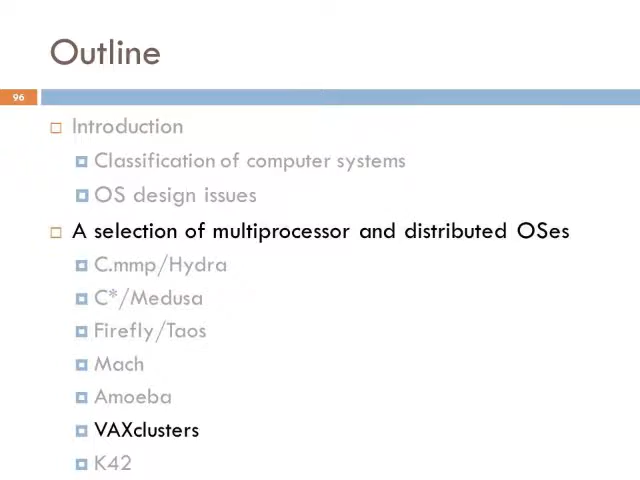 Outline
96
Introduction
Classification of computer systems
OS design issues
A selection of multiprocessor and distributed OSes
C.mmp/Hydra
C*/Medusa
Firefly/Taos
Mach
Amoeba
VAXclusters
K42